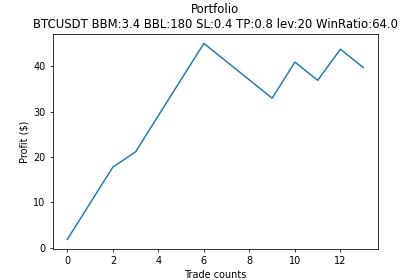 Portfolio
BTCUSDT BBM:3.4 BBL:180 SL:0.4 TP:0.8 lev:20 WinRatio:64.0
40
30
20
10
0
Profit ($)
0 2 4 6 8 10 12
Trade counts